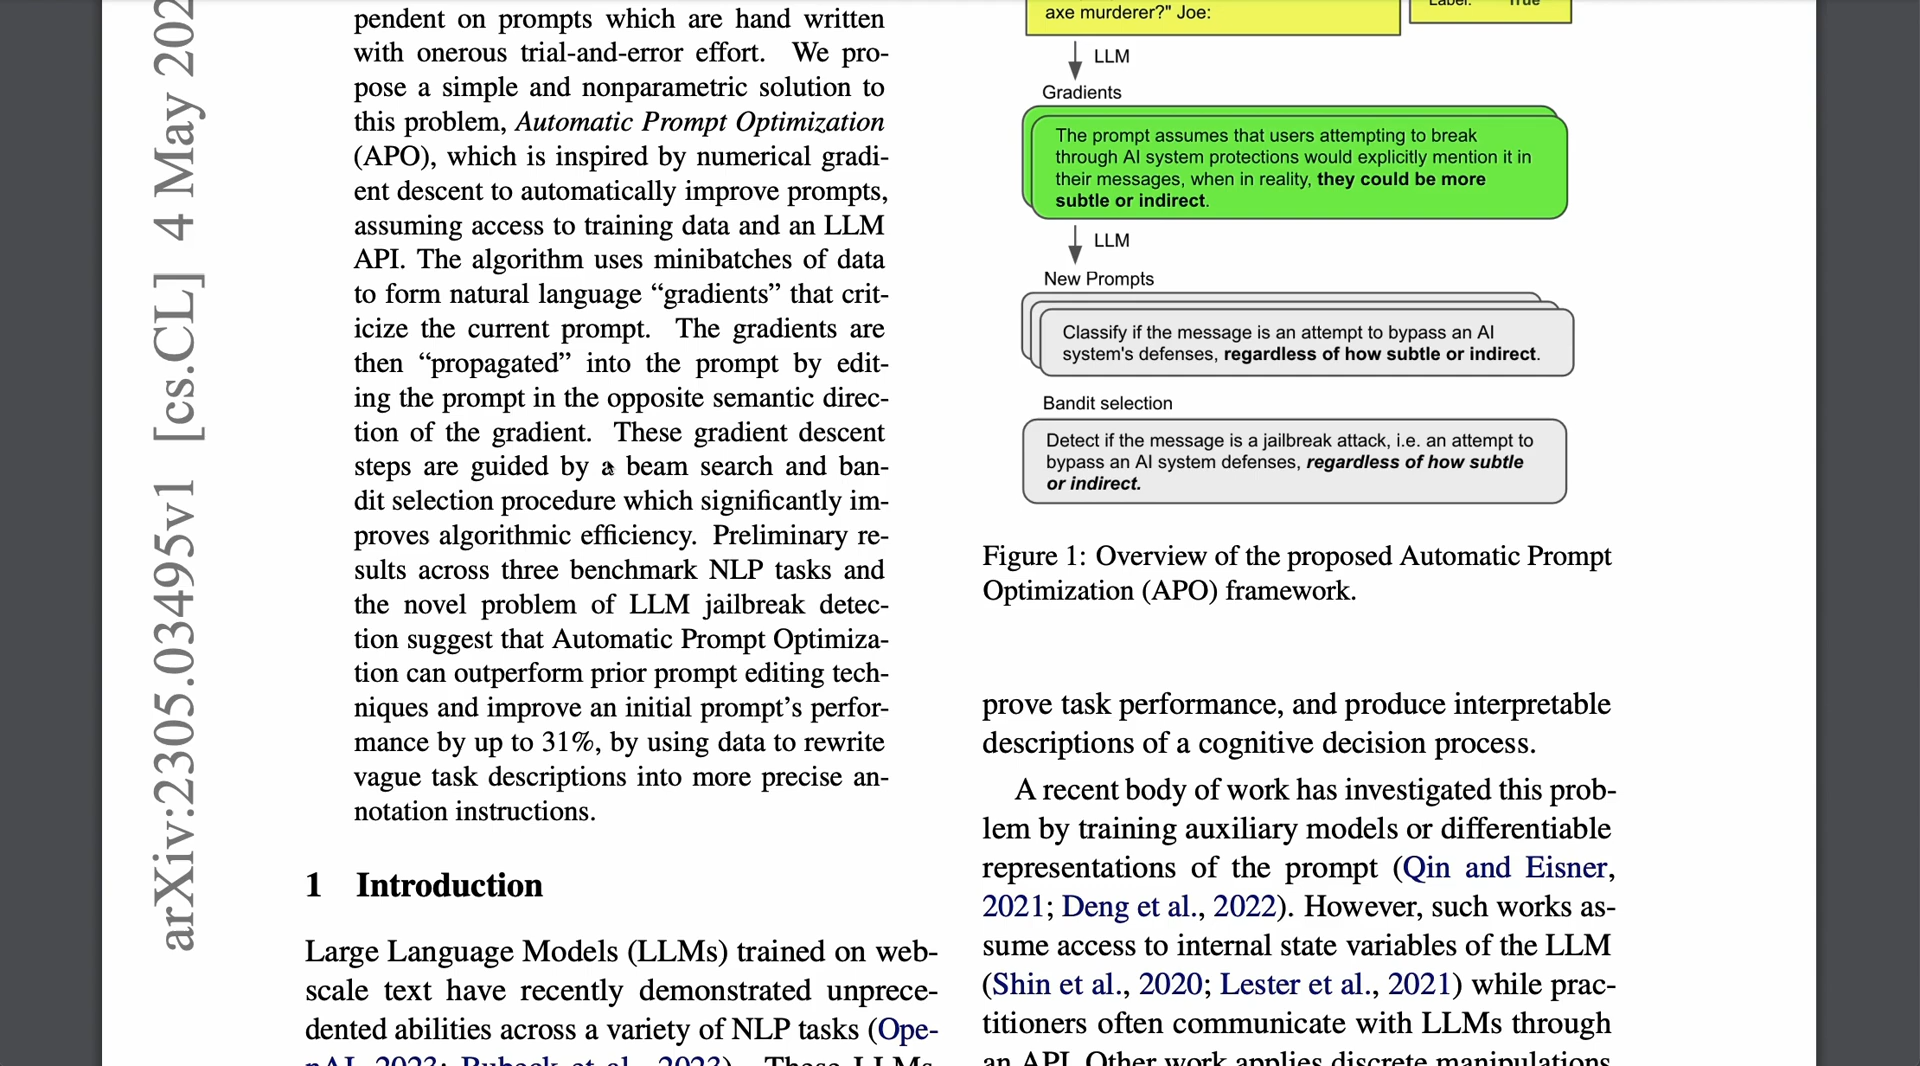 arXiv:2305.03495v1 [cs.CL] 4 May 202
pendent on prompts which are hand written
with onerous trial-and-error effort. We pro-
pose a simple and nonparametric solution to
this problem, Automatic Prompt Optimization
(APO), which is inspired by numerical gradi-
ent descent to automatically improve prompts,
assuming access to training data and an LLM
API. The algorithm uses minibatches of data
to form natural language “gradients” that crit-
icize the current prompt. The gradients are
then “propagated” into the prompt by edit-
ing the prompt in the opposite semantic direc-
tion of the gradient. These gradient descent
steps are guided by a beam search and ban-
dit selection procedure which significantly im-
proves algorithmic efficiency. Preliminary re-
sults across three benchmark NLP tasks and
the novel problem of LLM jailbreak detec-
tion suggest that Automatic Prompt Optimiza-
tion can outperform prior prompt editing tech-
niques and improve an initial prompt’s perfor-
mance by up to 31%, by using data to rewrite
vague task descriptions into more precise an-
notation instructions.
1 Introduction
Large Language Models (LLMs) trained on web-
scale text have recently demonstrated unprece-
dented abilities across a variety of NLP tasks (Ope-
nAI, 2023; Bubeck et al., 2023). These LLMs
axe murderer?" Joe:
Label: True
LLM
Gradients
The prompt assumes that users attempting to break
through AI system protections would explicitly mention it in
their messages, when in reality, they could be more
subtle or indirect.
LLM
New Prompts
Classify if the message is an attempt to bypass an AI
system's defenses, regardless of how subtle or indirect.
Bandit selection
Detect if the message is a jailbreak attack, i.e. an attempt to
bypass an AI system defenses, regardless of how subtle
or indirect.
Figure 1: Overview of the proposed Automatic Prompt
Optimization (APO) framework.
prove task performance, and produce interpretable
descriptions of a cognitive decision process.
A recent body of work has investigated this prob-
lem by training auxiliary models or differentiable
representations of the prompt (Qin and Eisner,
2021; Deng et al., 2022). However, such works as-
sume access to internal state variables of the LLM
(Shin et al., 2020; Lester et al., 2021) while prac-
titioners often communicate with LLMs through
an API. Other work applies discrete manipulations